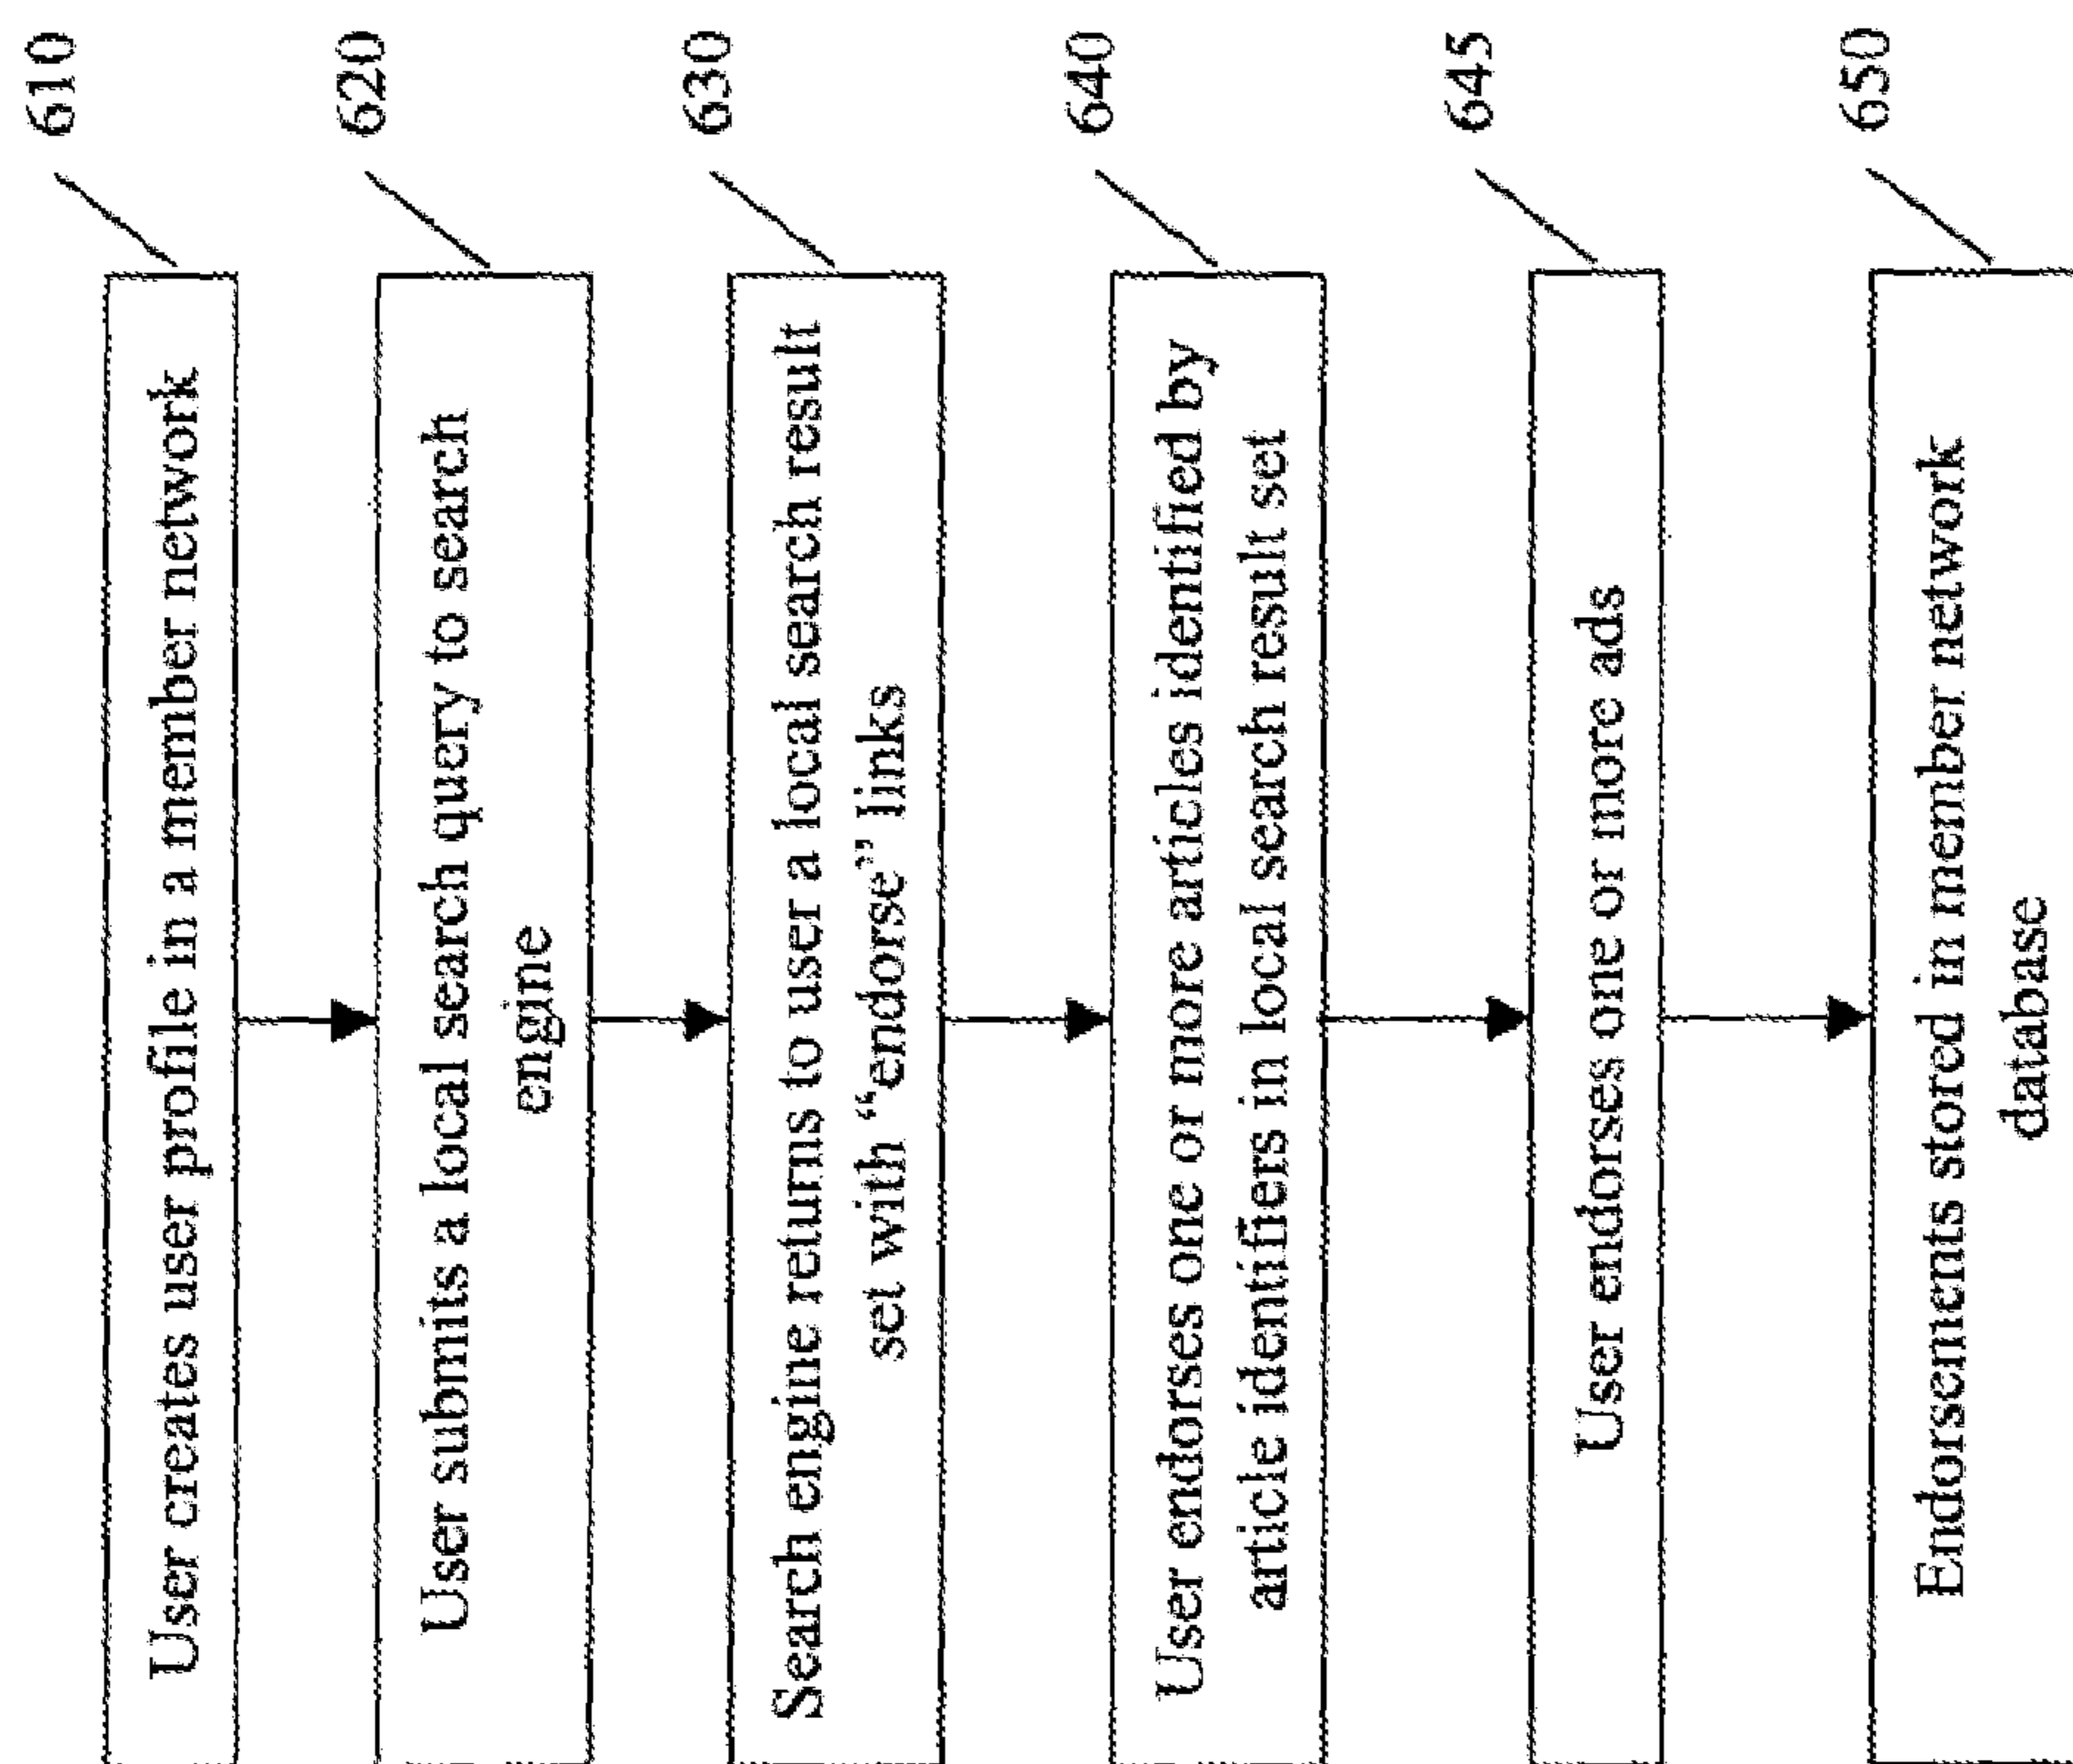 User creates user profile in a member network
610
User submits a local search query to search
engine
620
Search engine returns to user a local search result
set with “endorse” links
630
User endorses one or more articles identified by
article identifiers in local search result set
640
User endorses one or more ads
645
Endorsements stored in member network
database
650